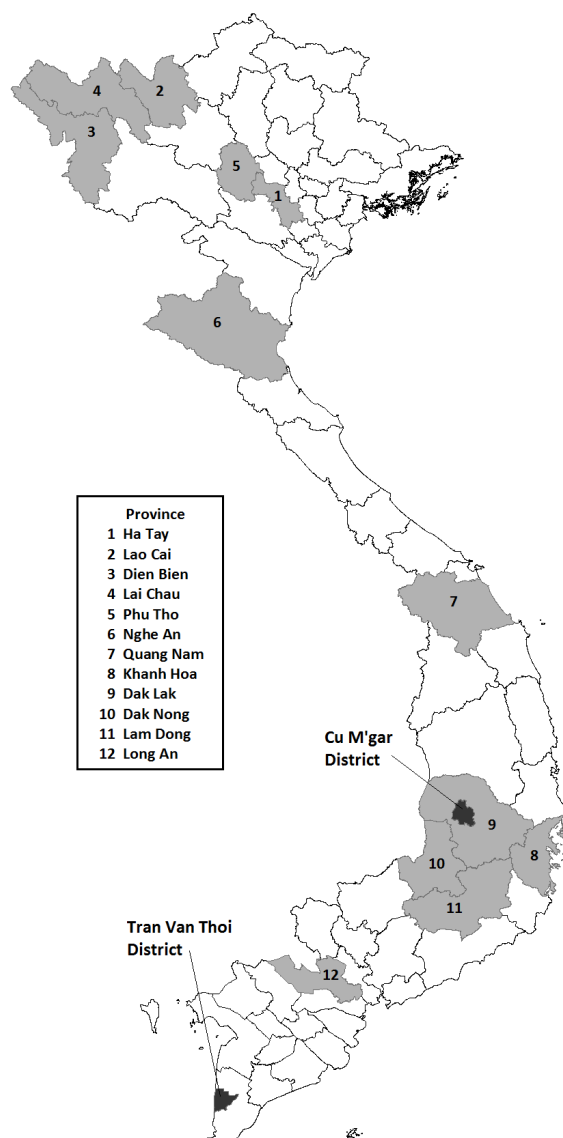 4
2
3
5
1
6
Province
1 Ha Tay
2 Lao Cai
3 Dien Bien
4 Lai Chau
5 Phu Tho
6 Nghe An
7 Quang Nam
8 Khanh Hoa
9 Dak Lak
10 Dak Nong
11 Lam Dong
12 Long An
7
Cu M'gar
District
9
8
10
11
Tran Van Thoi
District
12